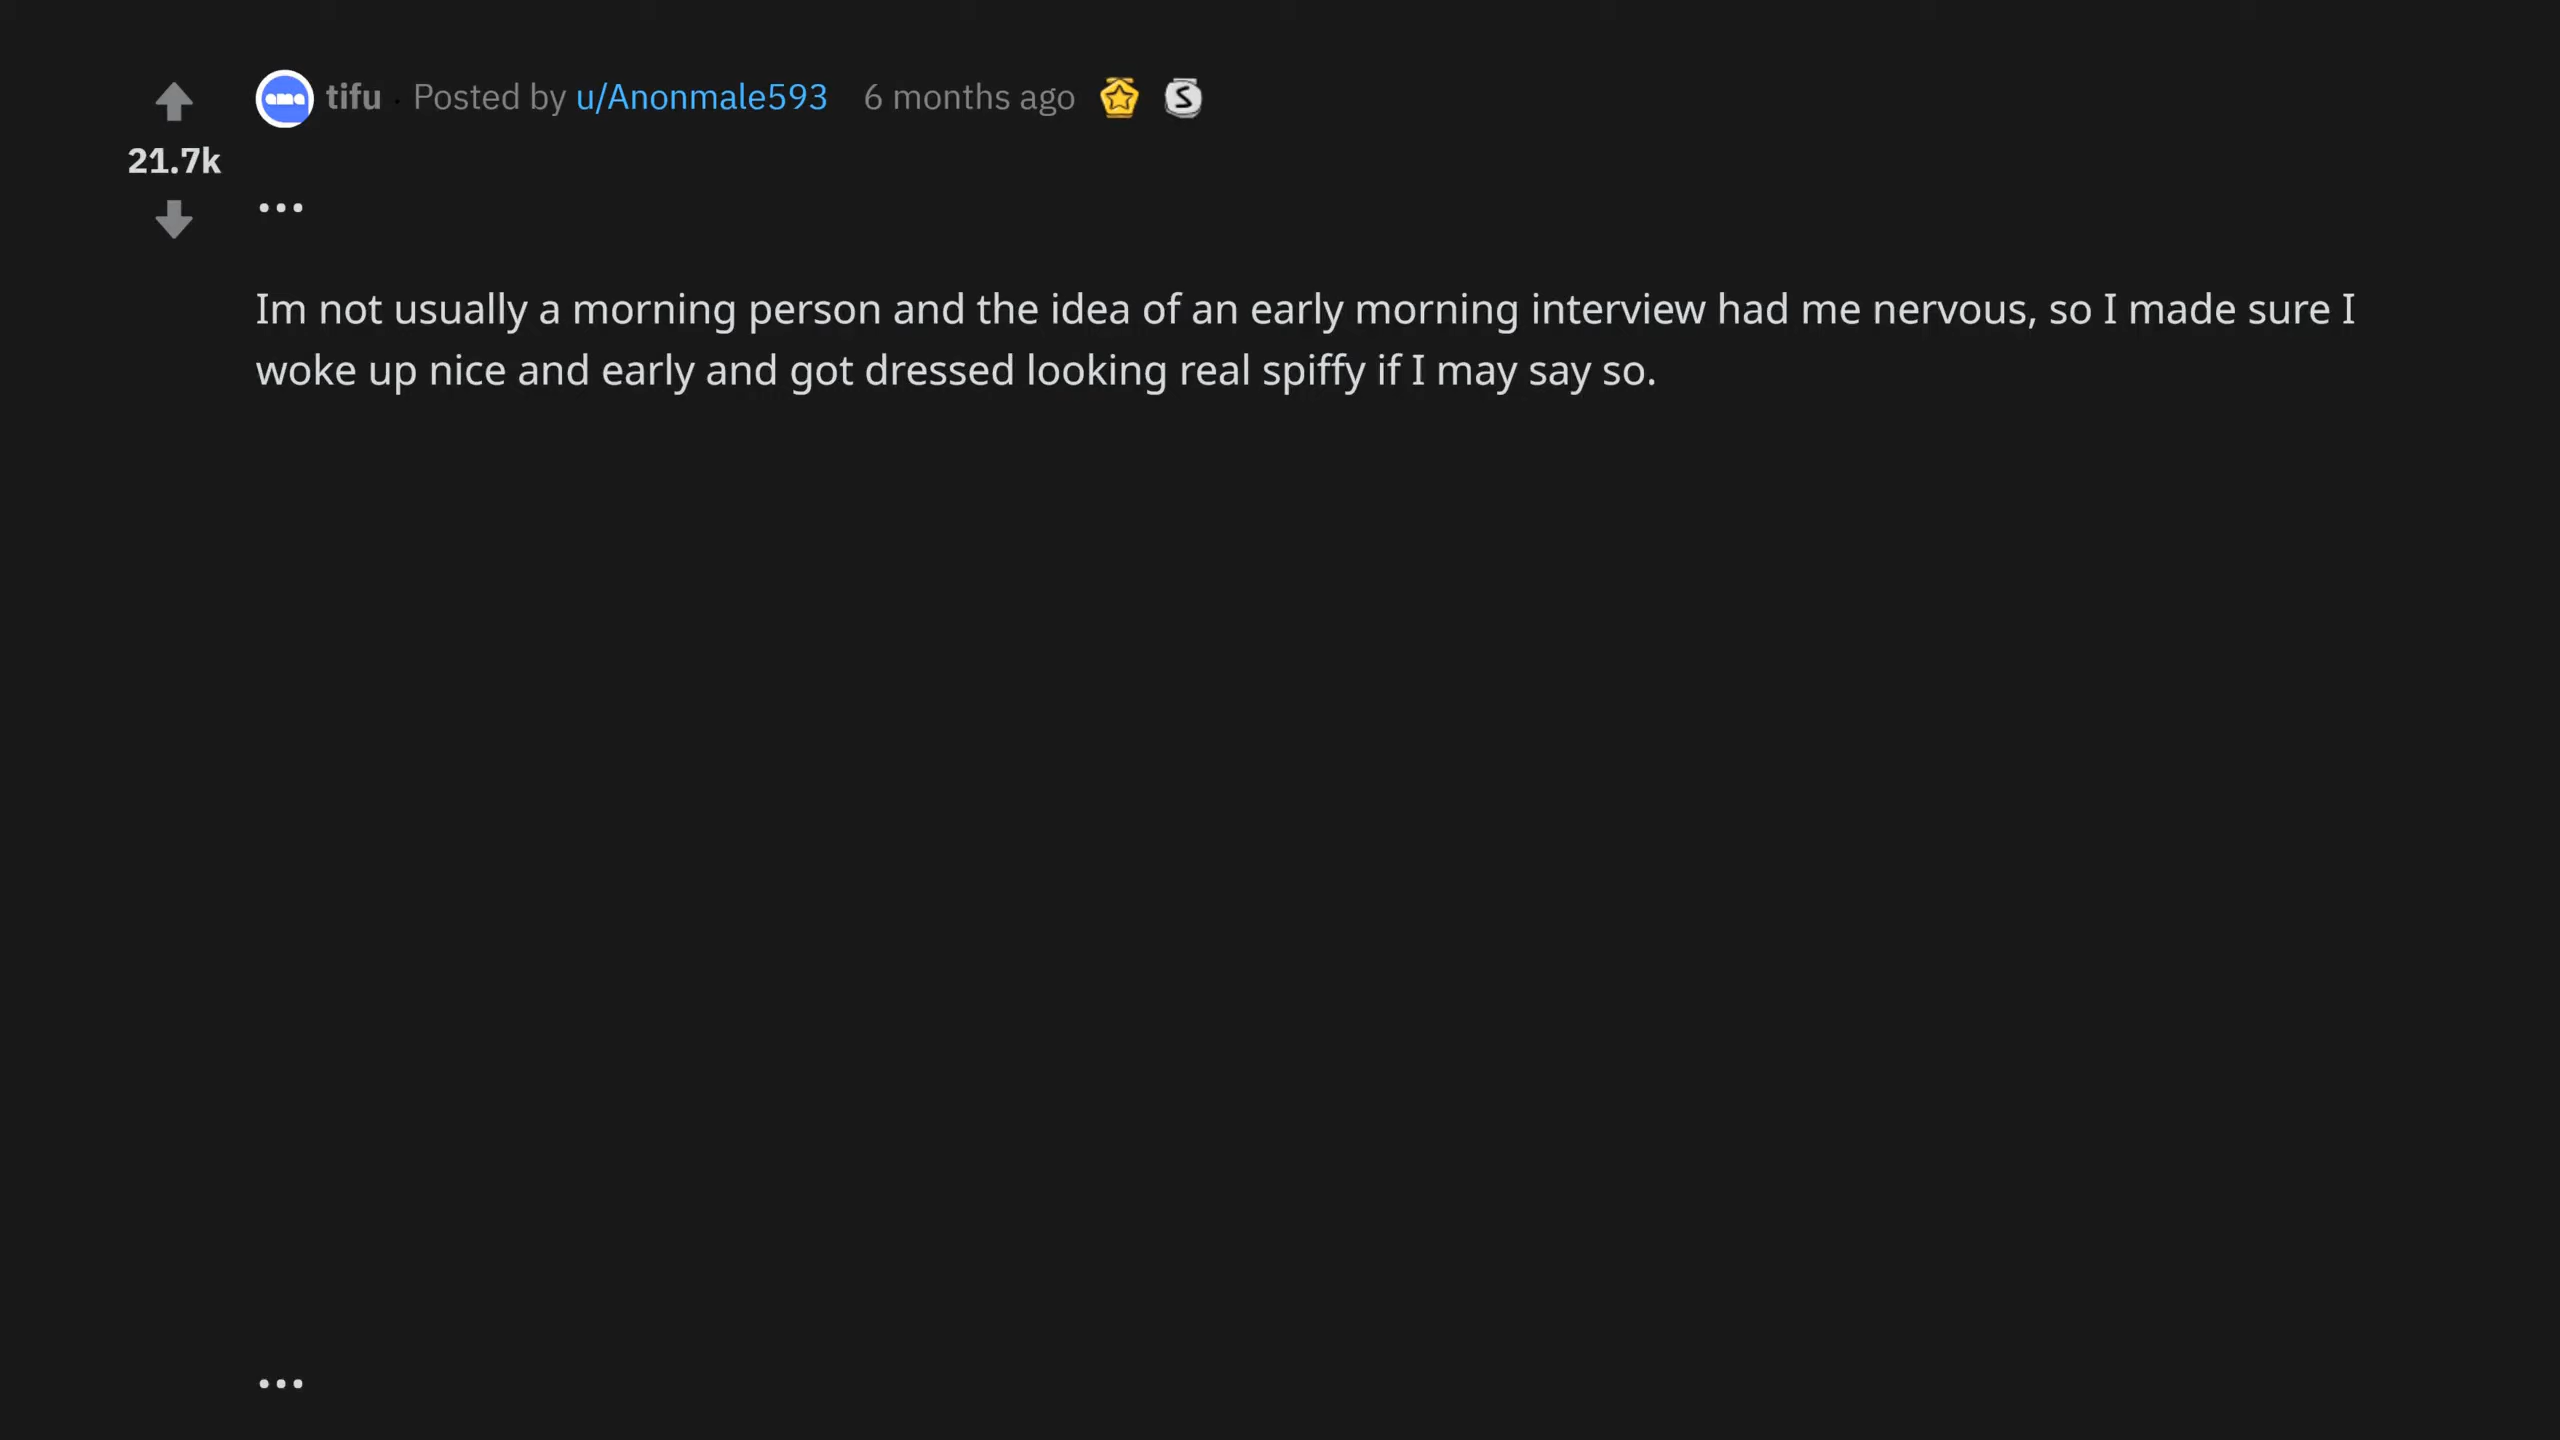 tifu · Posted by u/Anonmale593 6 months ago
21.7k
...
Im not usually a morning person and the idea of an early morning interview had me nervous, so I made sure I
woke up nice and early and got dressed looking real spiffy if I may say so.
...